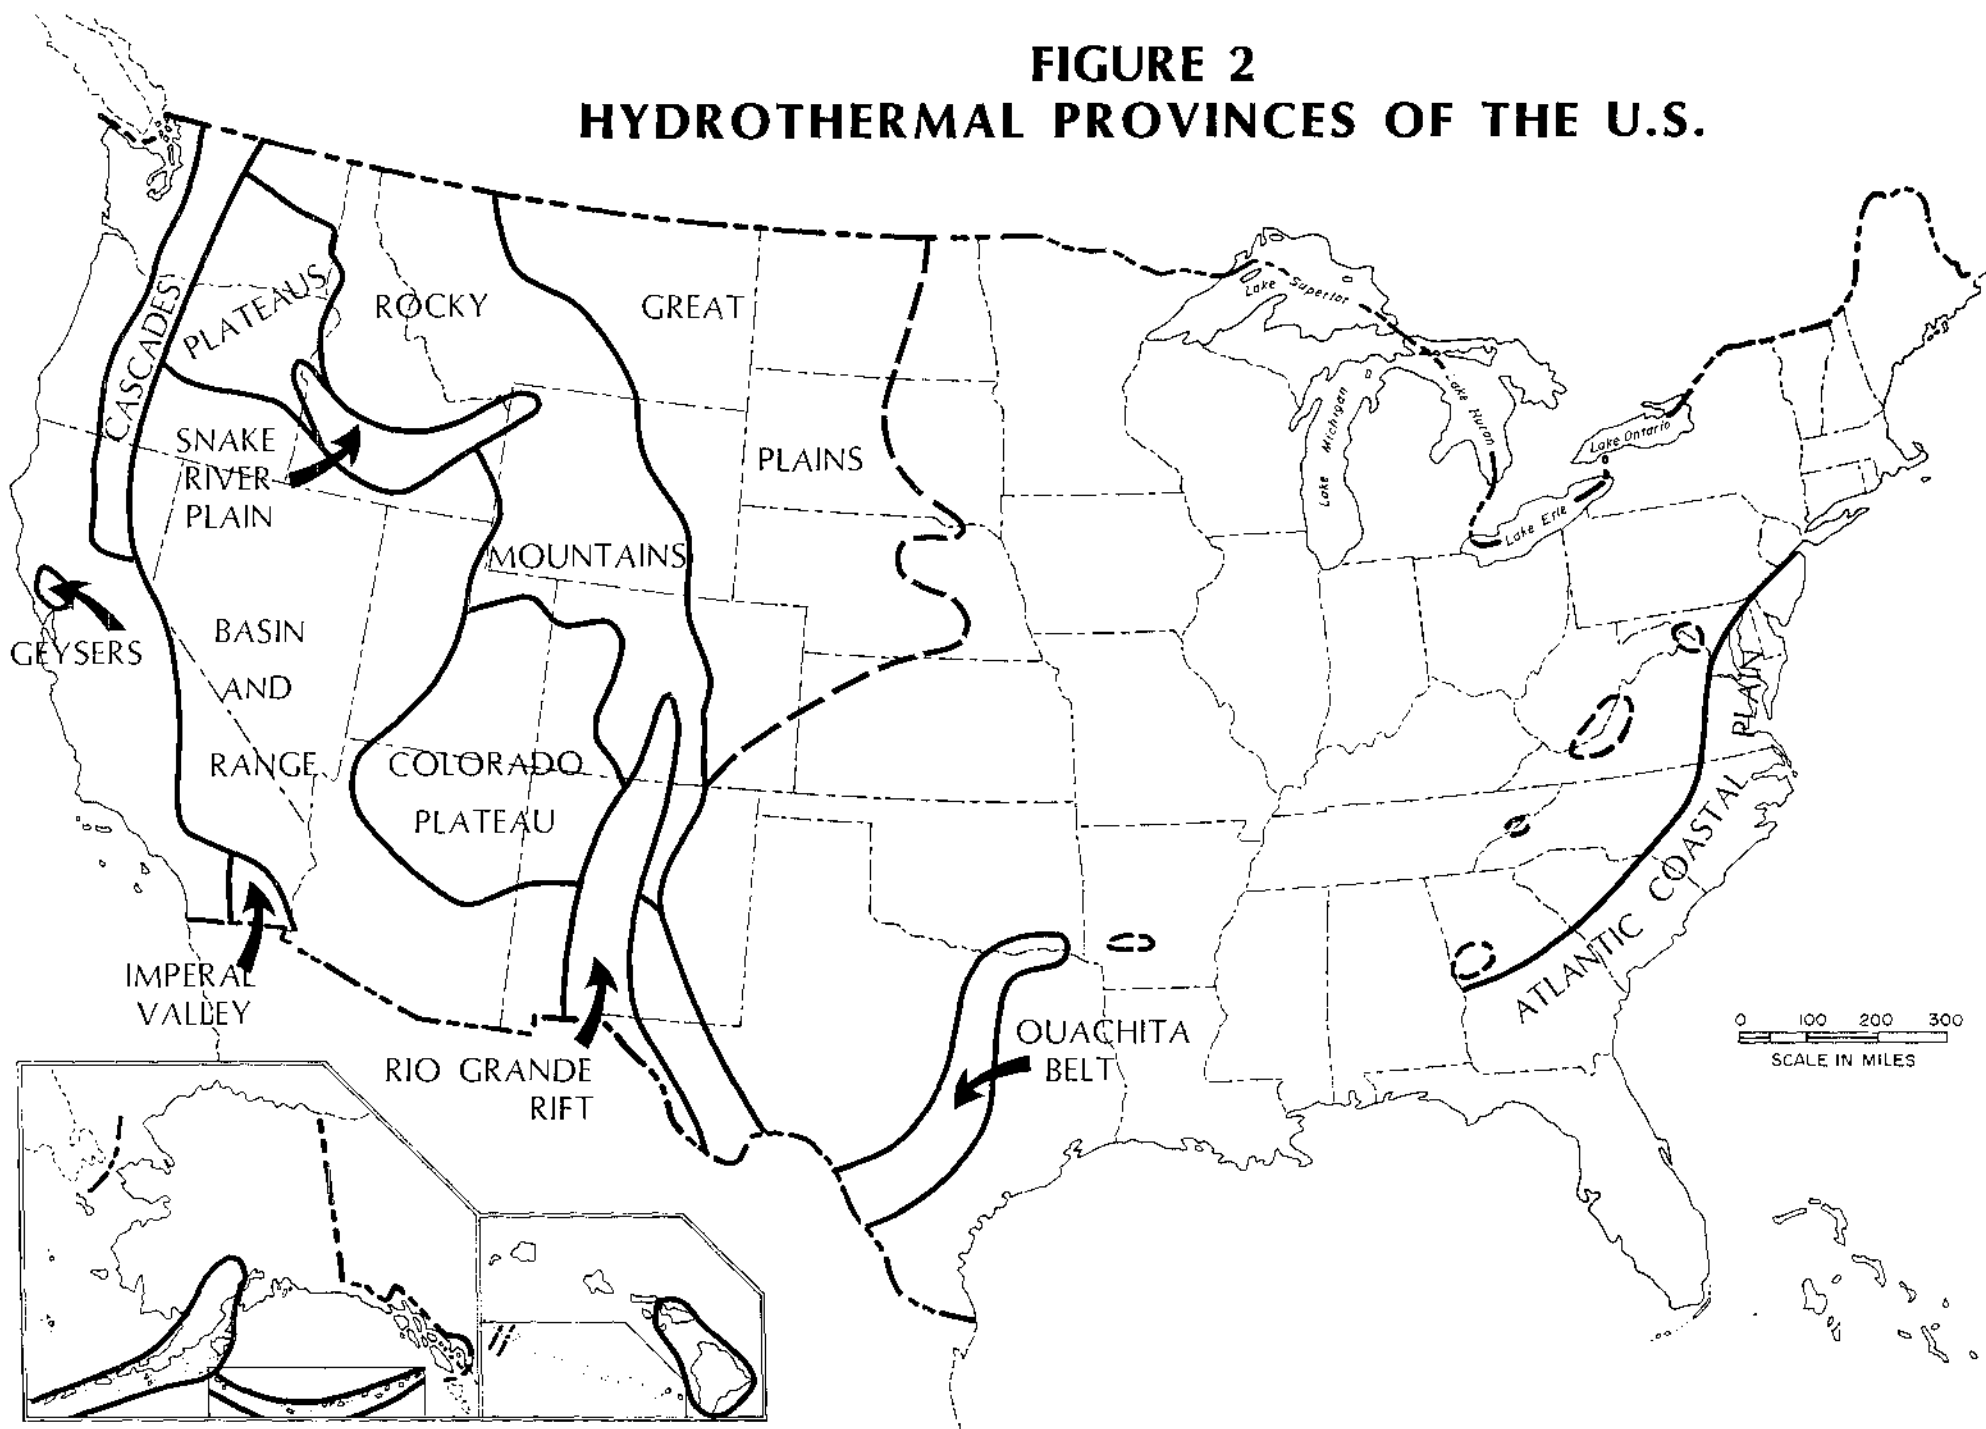 FIGURE 2
HYDROTHERMAL PROVINCES OF THE U.S.
CASCADES
PLATEAUS
ROCKY
MOUNTAINS
GREAT
PLAINS
SNAKE
RIVER
PLAIN
GEYSERS
BASIN
AND
RANGE
COLORADO
PLATEAU
IMPERAL
VALLEY
RIO GRANDE
RIFT
OUACHITA
BELT
ATLANTIC COASTAL PLAIN
Lake Superior
Lake Michigan
Lake Huron
Lake Erie
Lake Ontario
0 100 200 300
SCALE IN MILES